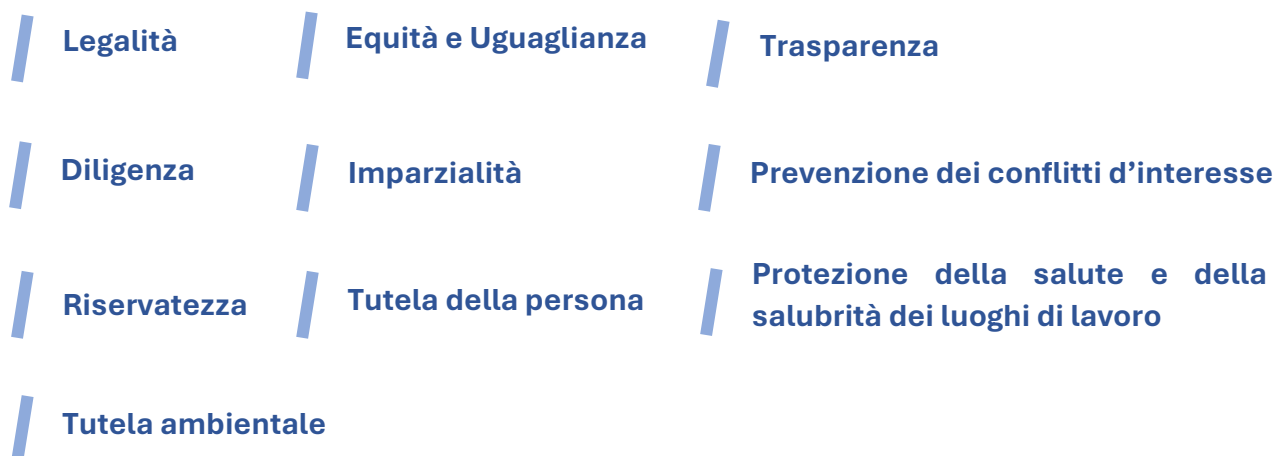 Legalità
Equità e Uguaglianza
Trasparenza
Diligenza
Imparzialità
Prevenzione dei conflitti d’interesse
Riservatezza
Tutela della persona
Protezione della salute e della
salubrità dei luoghi di lavoro
Tutela ambientale